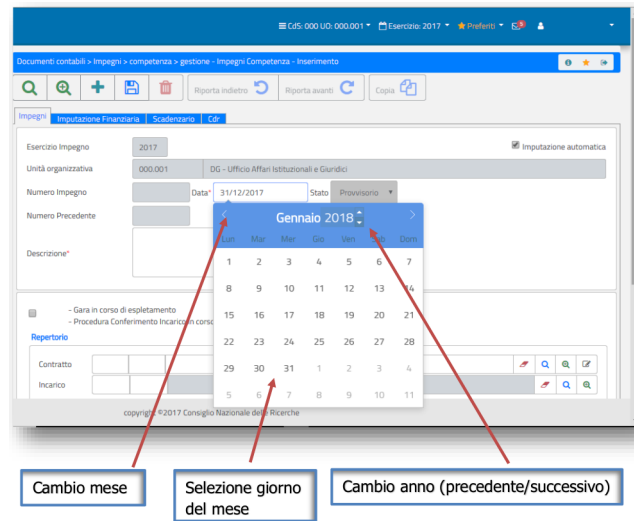 CdS: 000 UO: 000.001 Esercizio: 2017 Preferiti 5
Documenti contabili > Impegni > competenza > gestione - Impegni Competenza - Inserimento
Riporta indietro Riporta avanti Copia
Impegni Imputazione Finanziaria Scadenzario Cdr
Esercizio Impegno 2017 Imputazione automatica
Unità organizzativa 000.001 DG - Ufficio Affari Istituzionali e Giuridici
Numero Impegno Data* 31/12/2017 Stato Provvisorio
Numero Precedente
Gennaio 2018
Lun Mar Mer Gio Ven Sab Dom
Descrizione*
1 2 3 4 5 6 7
8 9 10 11 12 13 14
15 16 17 18 19 20 21
22 23 24 25 26 27 28
29 30 31 1 2 3 4
5 6 7 8 9 10 11
- Gara in corso di espletamento
- Procedura Conferimento Incarico in corso
Repertorio
Contratto
Incarico
copyright ©2017 Consiglio Nazionale delle Ricerche
Cambio mese
Selezione giorno
del mese
Cambio anno (precedente/successivo)